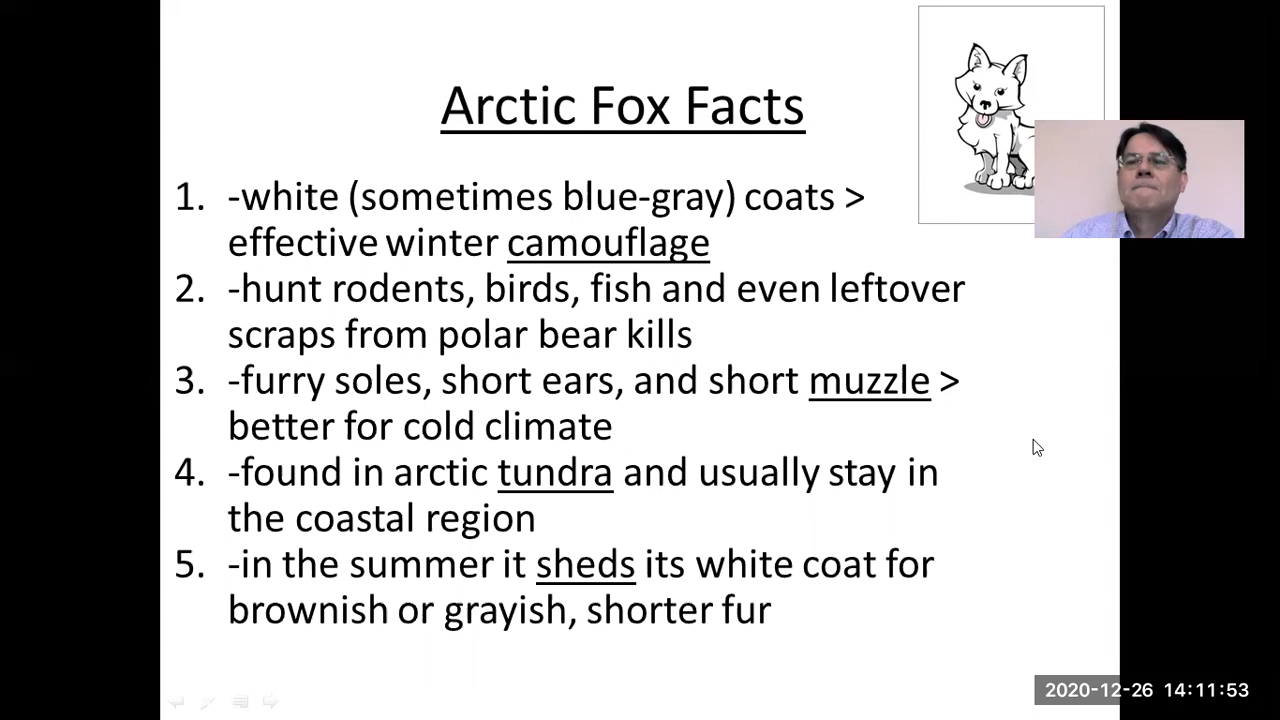 Arctic Fox Facts
1. -white (sometimes blue-gray) coats >
effective winter camouflage
2. -hunt rodents, birds, fish and even leftover
scraps from polar bear kills
3. -furry soles, short ears, and short muzzle >
better for cold climate
4. -found in arctic tundra and usually stay in
the coastal region
5. -in the summer it sheds its white coat for
brownish or grayish, shorter fur
2020-12-26 14:11:53